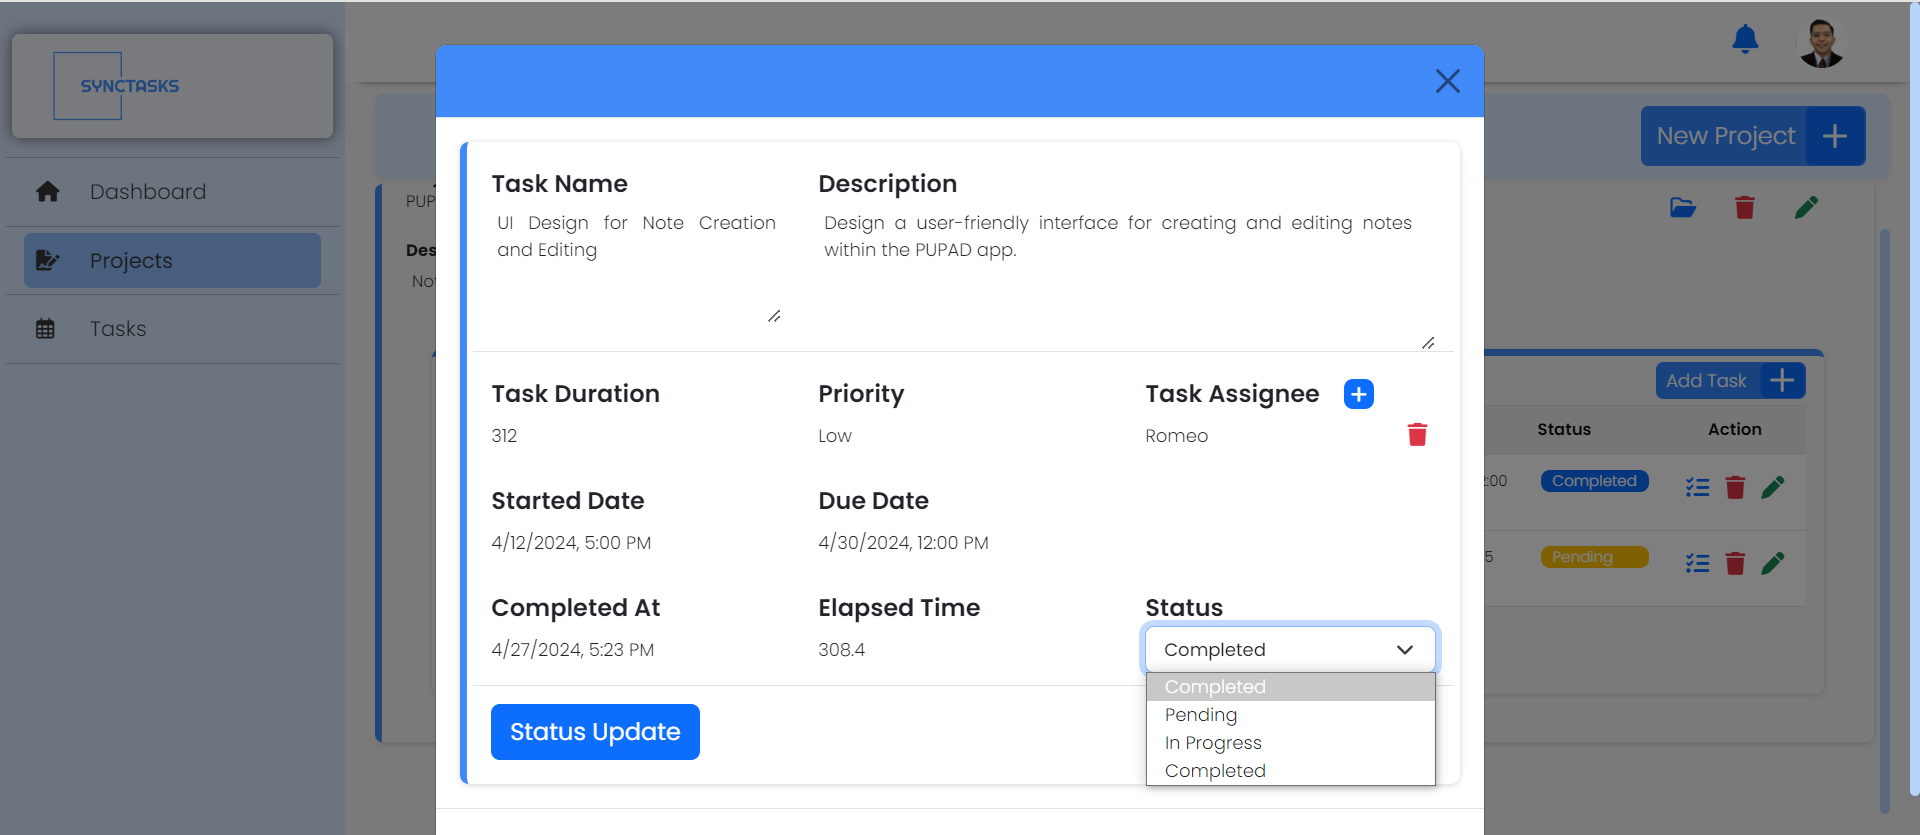 SYNCTASKS
Dashboard
Projects
Tasks
New Project
PUP
Des
Not
Task Name
Description
UI Design for Note Creation
and Editing
Design a user-friendly interface for creating and editing notes
within the PUPAD app.
Task Duration
Priority
Task Assignee
312
Low
Romeo
Started Date
Due Date
4/12/2024, 5:00 PM
4/30/2024, 12:00 PM
Completed At
Elapsed Time
Status
4/27/2024, 5:23 PM
308.4
Completed
Completed
Pending
In Progress
Completed
Status Update
Add Task
Status
Action
:00
Completed
5
Pending